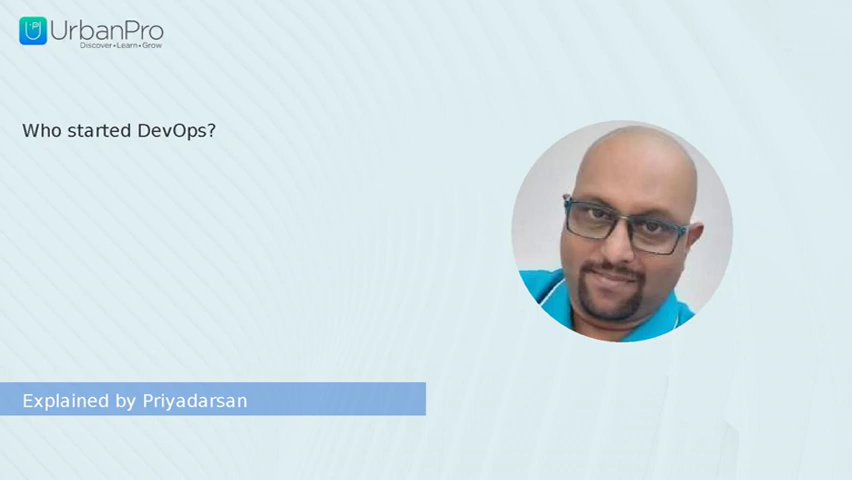 UrbanPro
Discover•Learn•Grow
Who started DevOps?
Explained by Priyadarsan